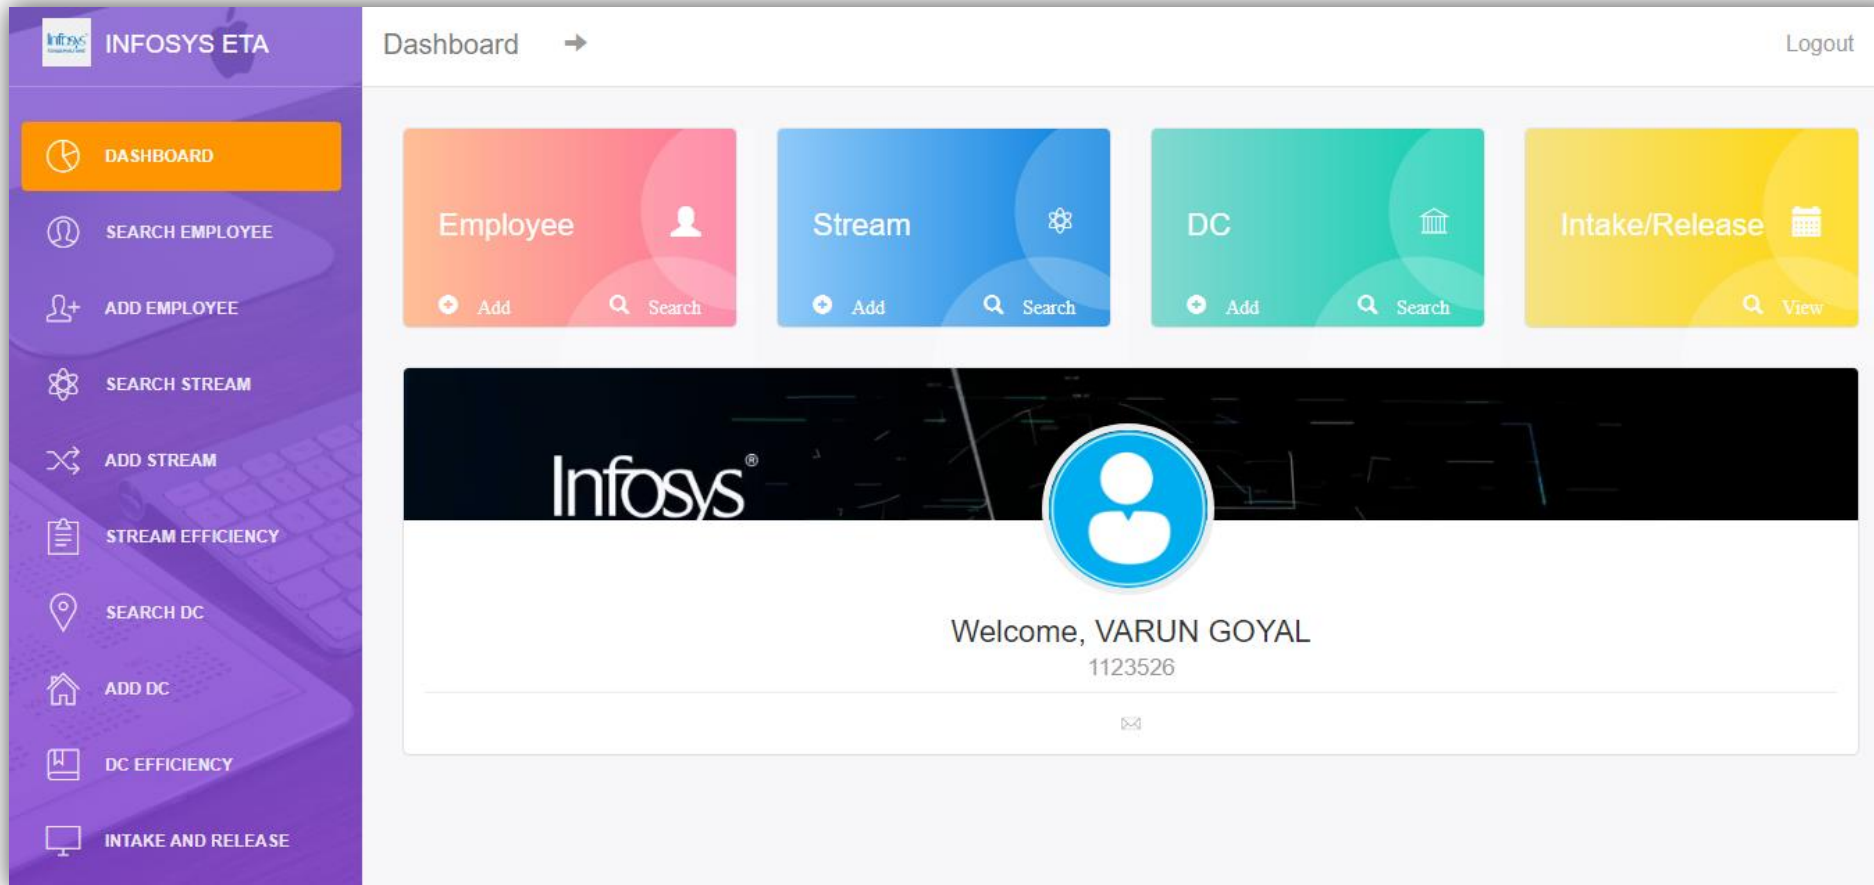 Infosys
INFOSYS ETA
Dashboard
Logout
DASHBOARD
SEARCH EMPLOYEE
ADD EMPLOYEE
SEARCH STREAM
ADD STREAM
STREAM EFFICIENCY
SEARCH DC
ADD DC
DC EFFICIENCY
INTAKE AND RELEASE
Employee
Add Search
Stream
Add Search
DC
Add Search
Intake/Release
View
Infosys®
Welcome, VARUN GOYAL
1123526